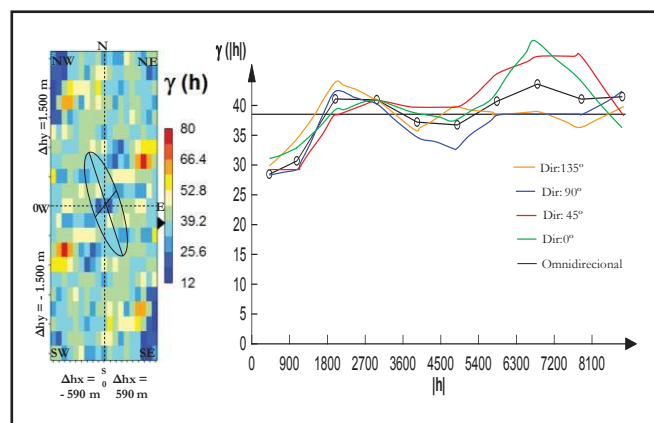 N
NW
NE
Δhy =1.500 m
0W
E
Δhy = - 1.500 m
SW
SE
S
0
Δhx =
- 590 m
Δhx =
590 m
γ (h)
80
66.4
52.8
39.2
25.6
12
γ (|h|)
40
35
30
25
20
15
10
5
0
0
900
1800
2700
3600
4500
5400
6300
7200
8100
|h|
Dir:135º
Dir: 90º
Dir: 45º
Dir:0º
Omnidirecional